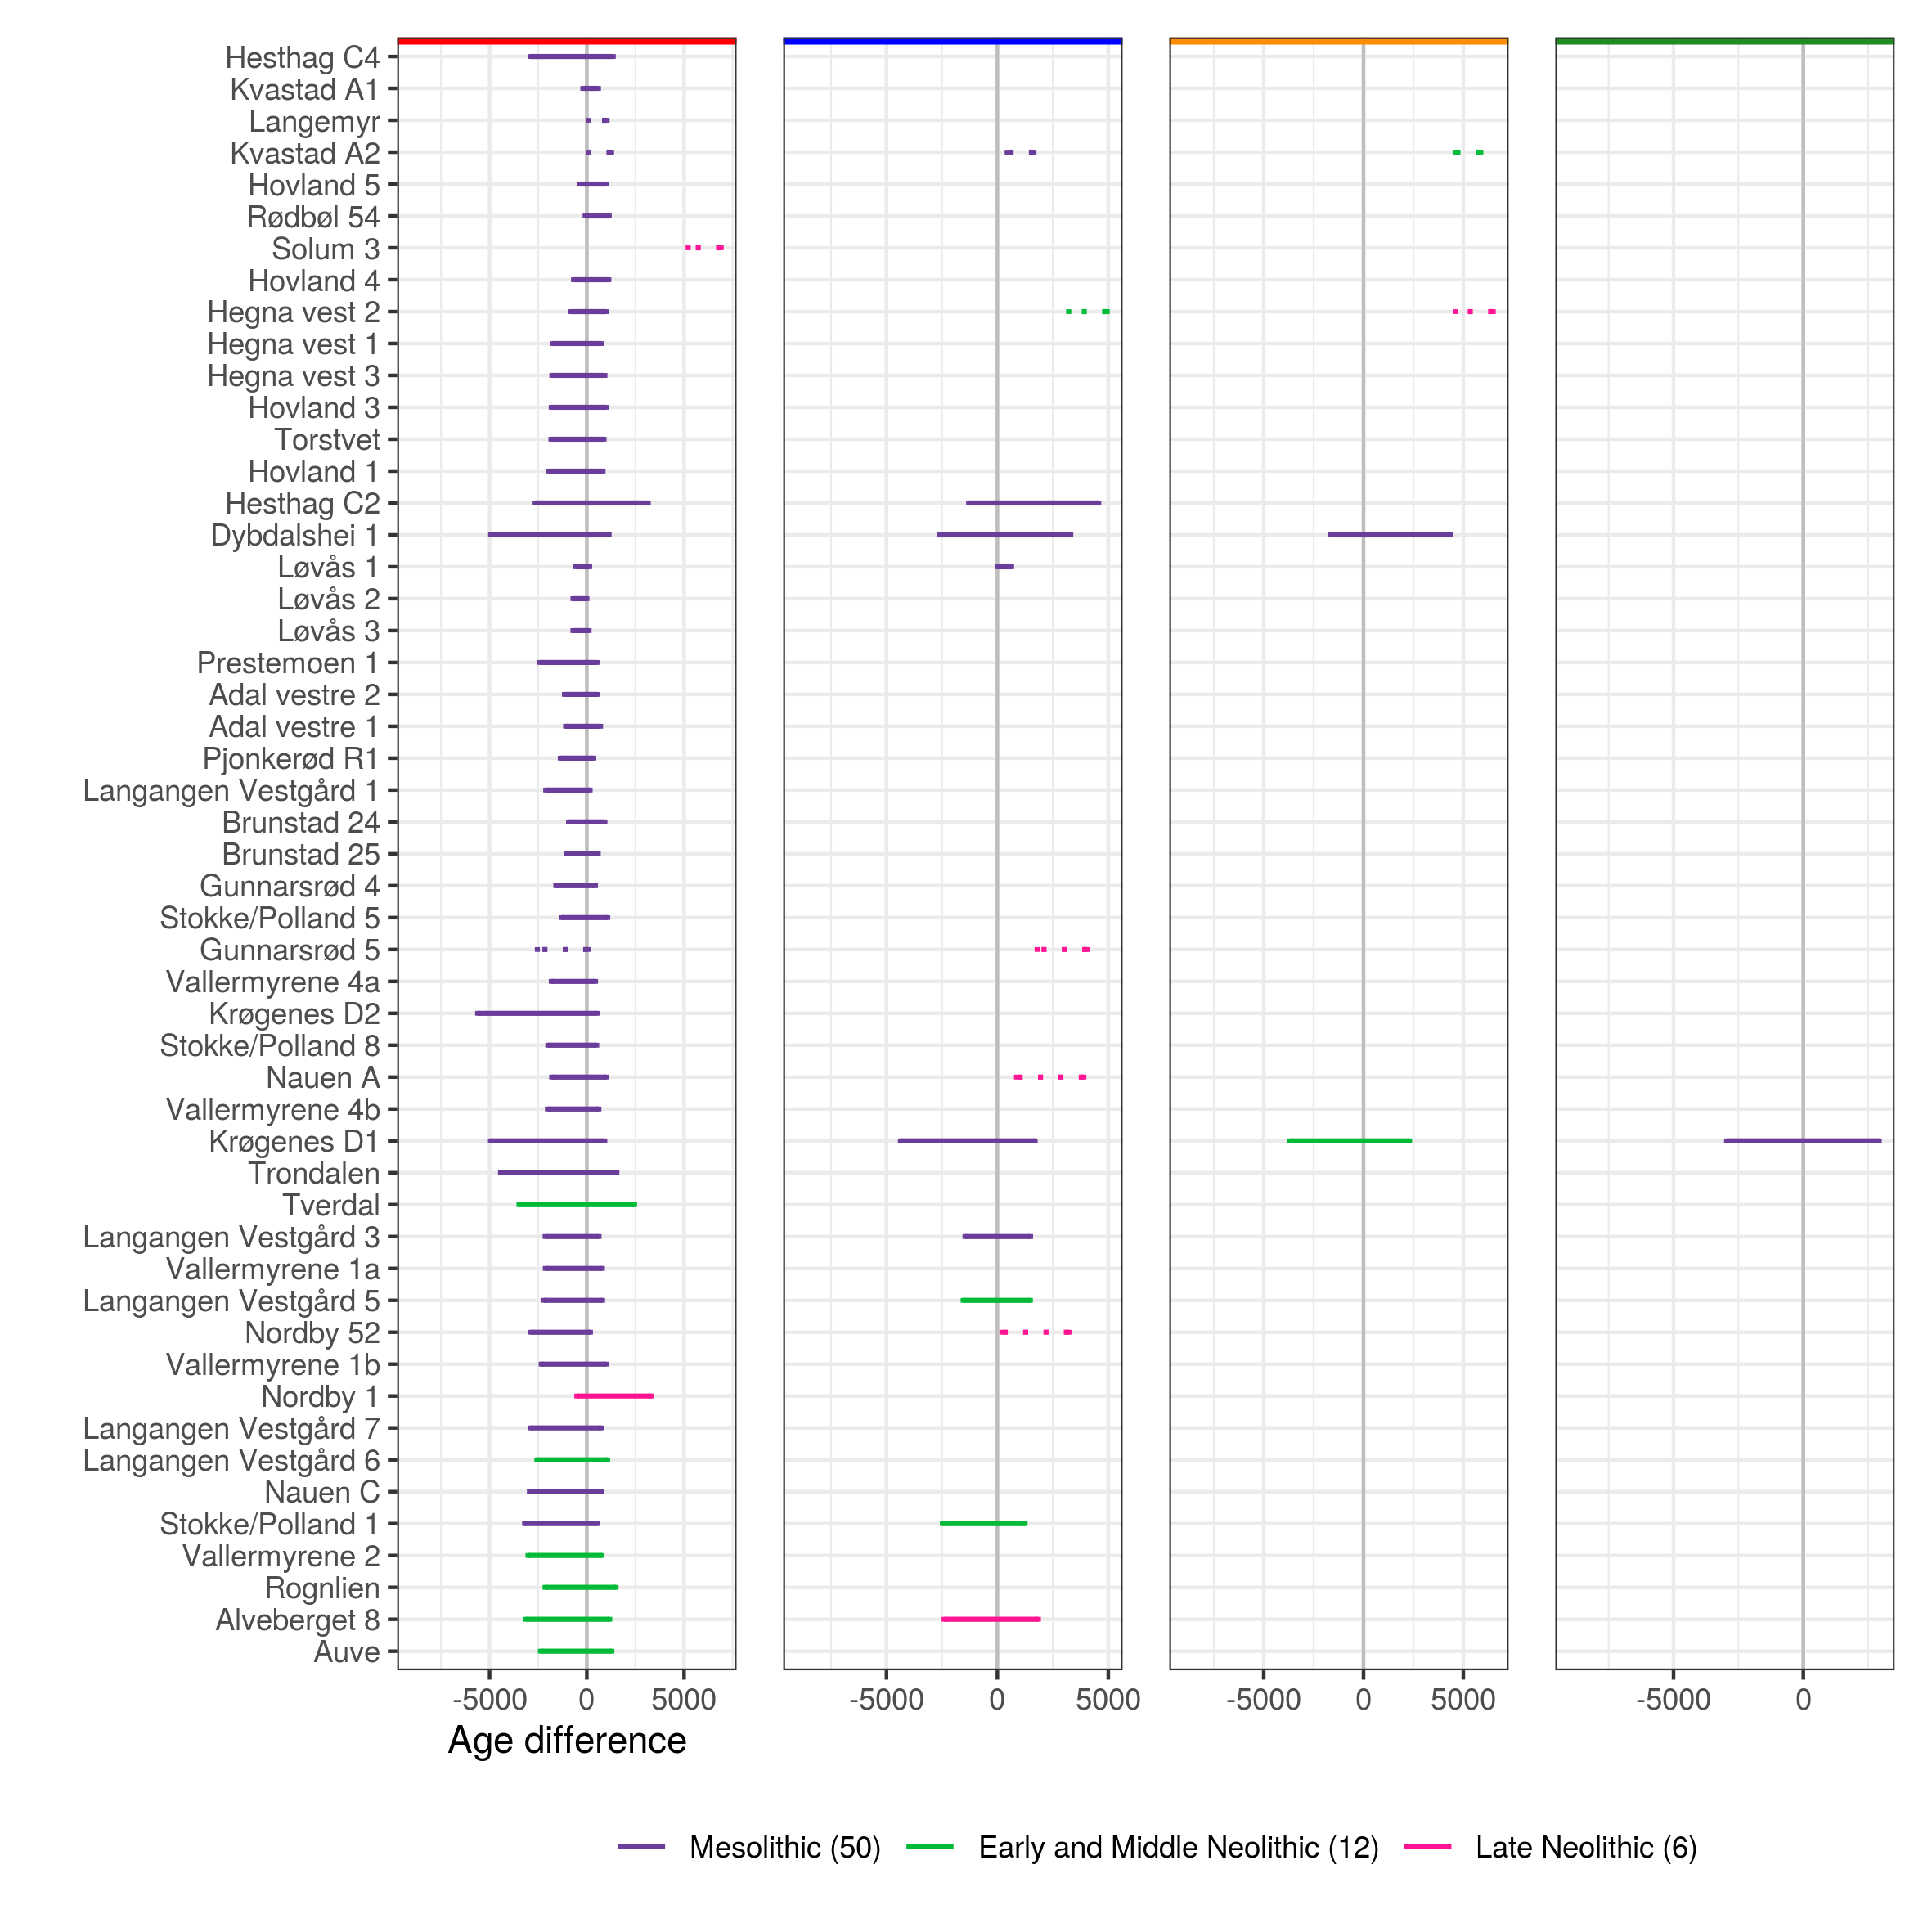 Hesthag C4
Kvastad A1
Langemyr
Kvastad A2
Hovland 5
Rødbøl 54
Solum 3
Hovland 4
Hegna vest 2
Hegna vest 1
Hegna vest 3
Hovland 3
Torstvet
Hovland 1
Hesthag C2
Dybdalshei 1
Løvås 1
Løvås 2
Løvås 3
Prestemoen 1
Adal vestre 2
Adal vestre 1
Pjonkerød R1
Langangen Vestgård 1
Brunstad 24
Brunstad 25
Gunnarsrød 4
Stokke/Polland 5
Gunnarsrød 5
Vallermyrene 4a
Krøgenes D2
Stokke/Polland 8
Nauen A
Vallermyrene 4b
Krøgenes D1
Trondalen
Tverdal
Langangen Vestgård 3
Vallermyrene 1a
Langangen Vestgård 5
Nordby 52
Vallermyrene 1b
Nordby 1
Langangen Vestgård 7
Langangen Vestgård 6
Nauen C
Stokke/Polland 1
Vallermyrene 2
Rognlien
Alveberget 8
Auve
-5000 0 5000 -5000 0 5000 -5000 0 5000 -5000 0
Age difference
Mesolithic (50) Early and Middle Neolithic (12) Late Neolithic (6)